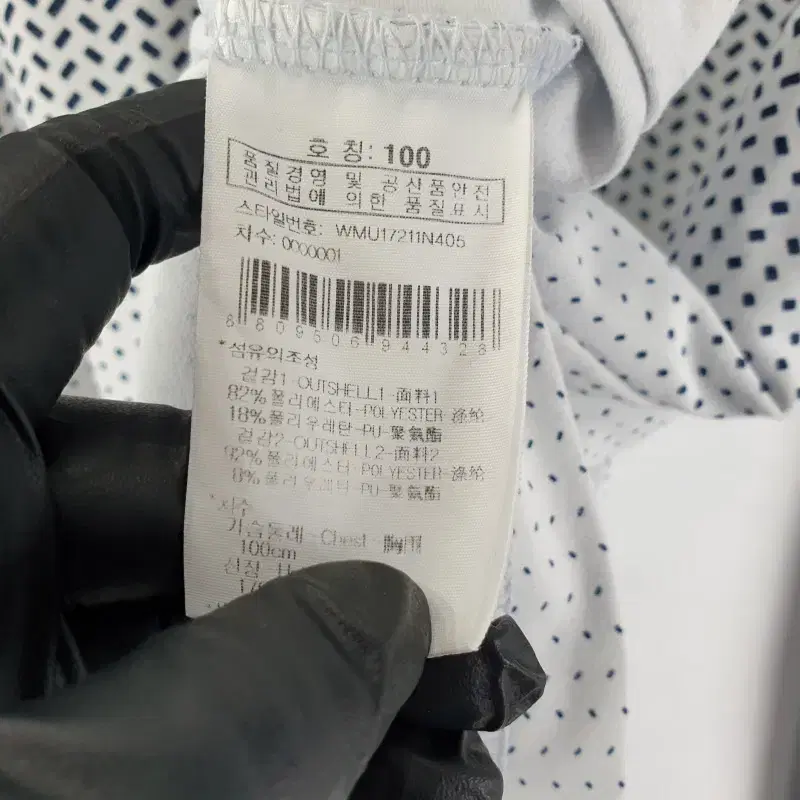 호 칭: 100
품 질 경 영 및 공 산 품 안 전
관 리 법 에 의 한 품 질 표 시
스타일번호: WMU17211N405
치수: 0000001
8 809506 944328
*섬유의조성
겉감1-OUTSHELL1-面料1
82%폴리에스터-POLYESTER-涤纶
18%폴리우레탄-PU-聚氨酯
겉감2-OUTSHELL2-面料2
92%폴리에스터-POLYESTER-涤纶
8%폴리우레탄-PU-聚氨酯
*치수
가슴둘레-Chest-胸围
100cm
신장